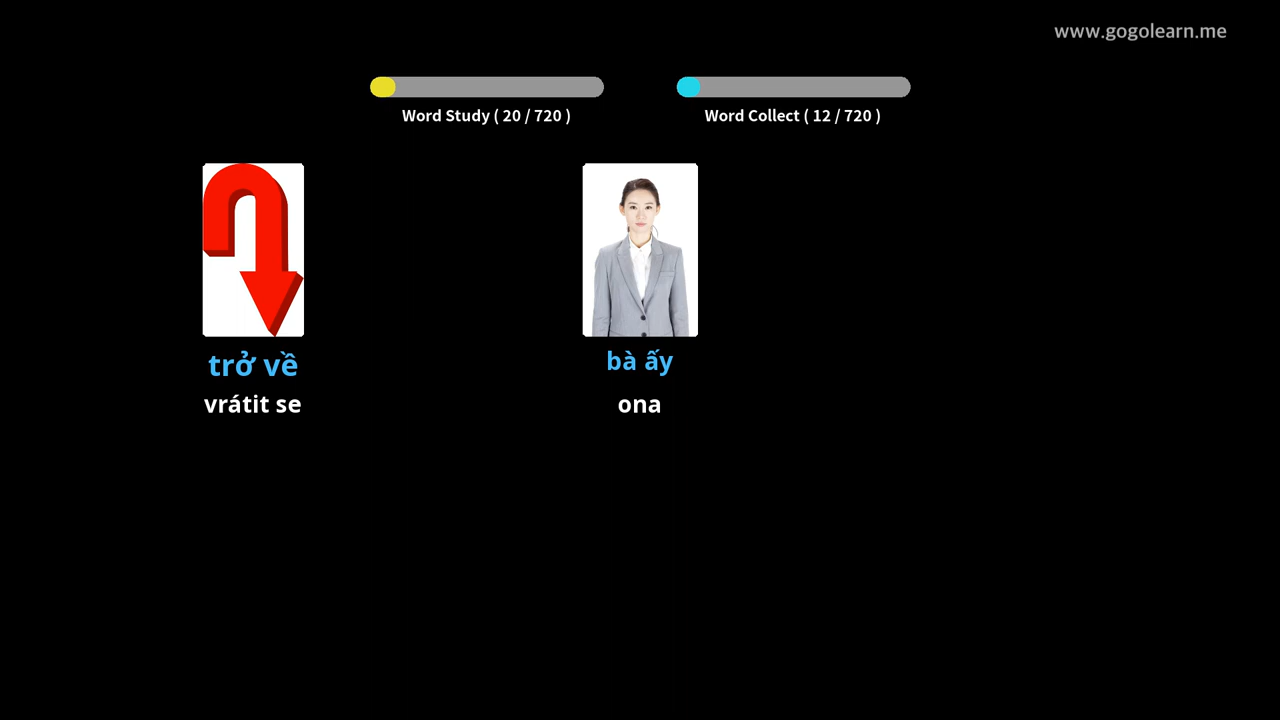 www.gogolearn.me
Word Study ( 20 / 720 )
Word Collect ( 12 / 720 )
trở về
vrátit se
bà ấy
ona